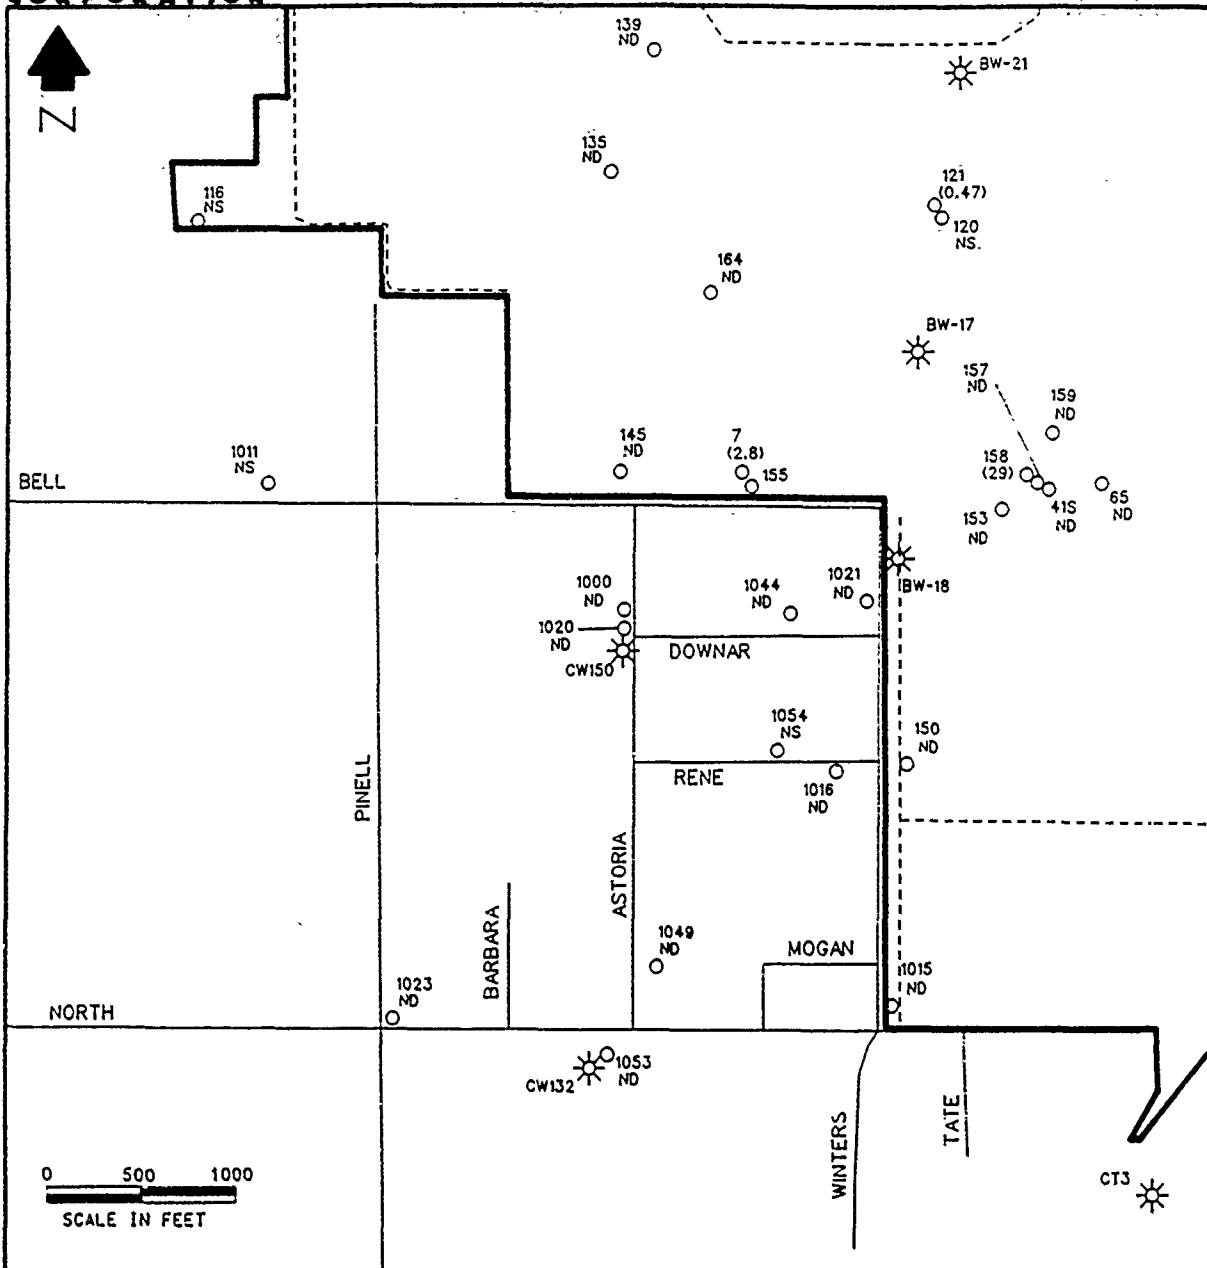 CORPORATION
139
ND
BW-21
Z
135
ND
116
NS
121
(0.47)
120
NS.
164
ND
BW-17
157
ND
159
ND
1011
NS
145
ND
7
(2.8)
155
158
(29)
41S
ND
65
ND
153
ND
BELL
1000
ND
1020
ND
CW150
1044
ND
1021
ND
BW-18
DOWNAR
1054
NS
150
ND
RENE
1016
ND
PINELL
ASTORIA
BARBARA
1049
ND
MOGAN
1023
ND
1015
ND
NORTH
CW132
1053
ND
WINTERS
TATE
CT3
0 500 1000
SCALE IN FEET